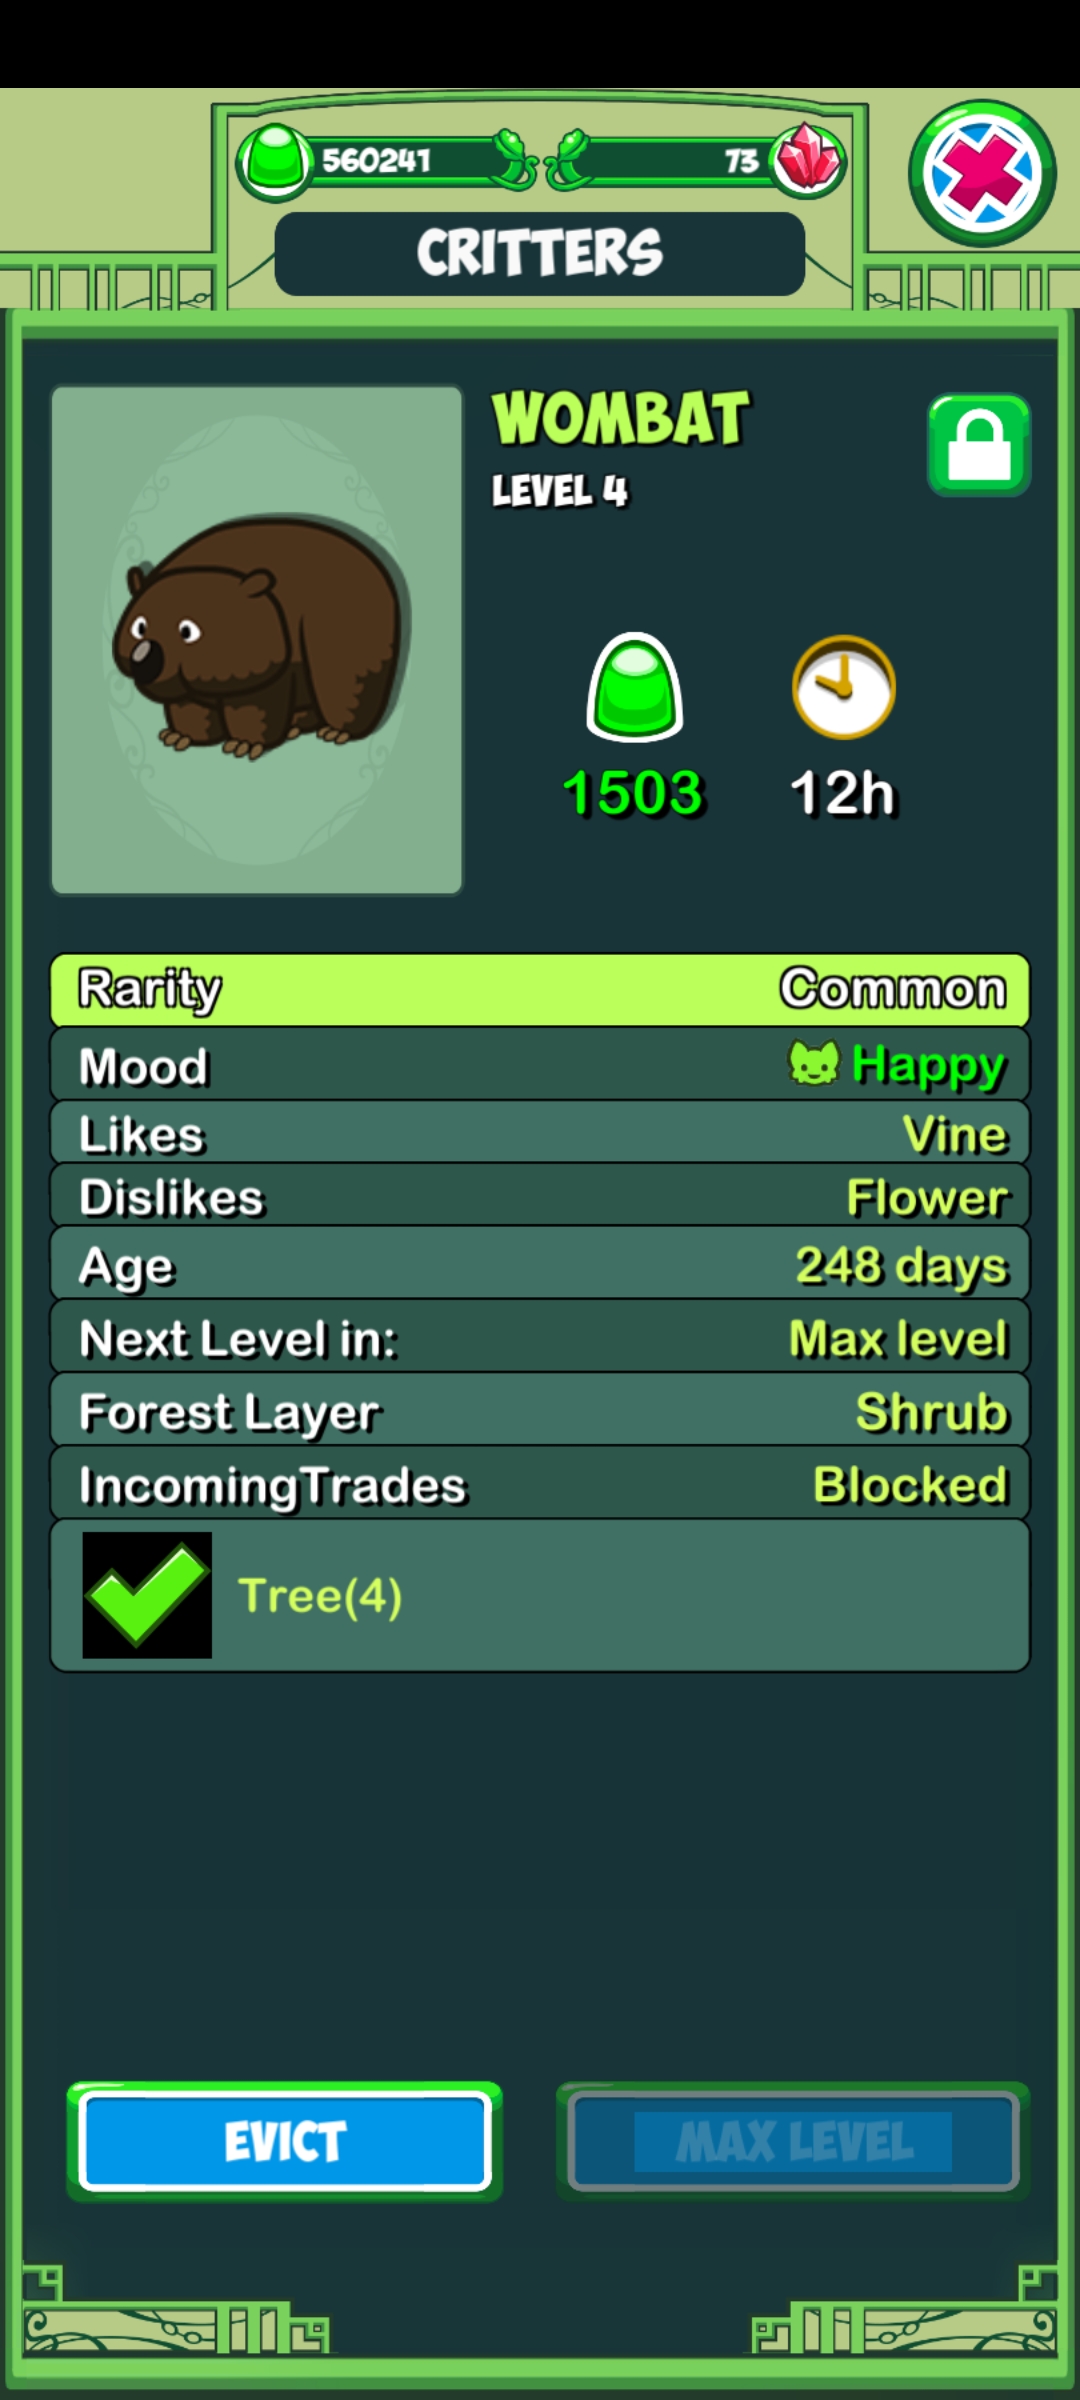 560241 73
CRITTERS
WOMBAT
LEVEL 4
1503 12h
Rarity Common
Mood Happy
Likes Vine
Dislikes Flower
Age 248 days
Next Level in: Max level
Forest Layer Shrub
IncomingTrades Blocked
Tree(4)
EVICT MAX LEVEL